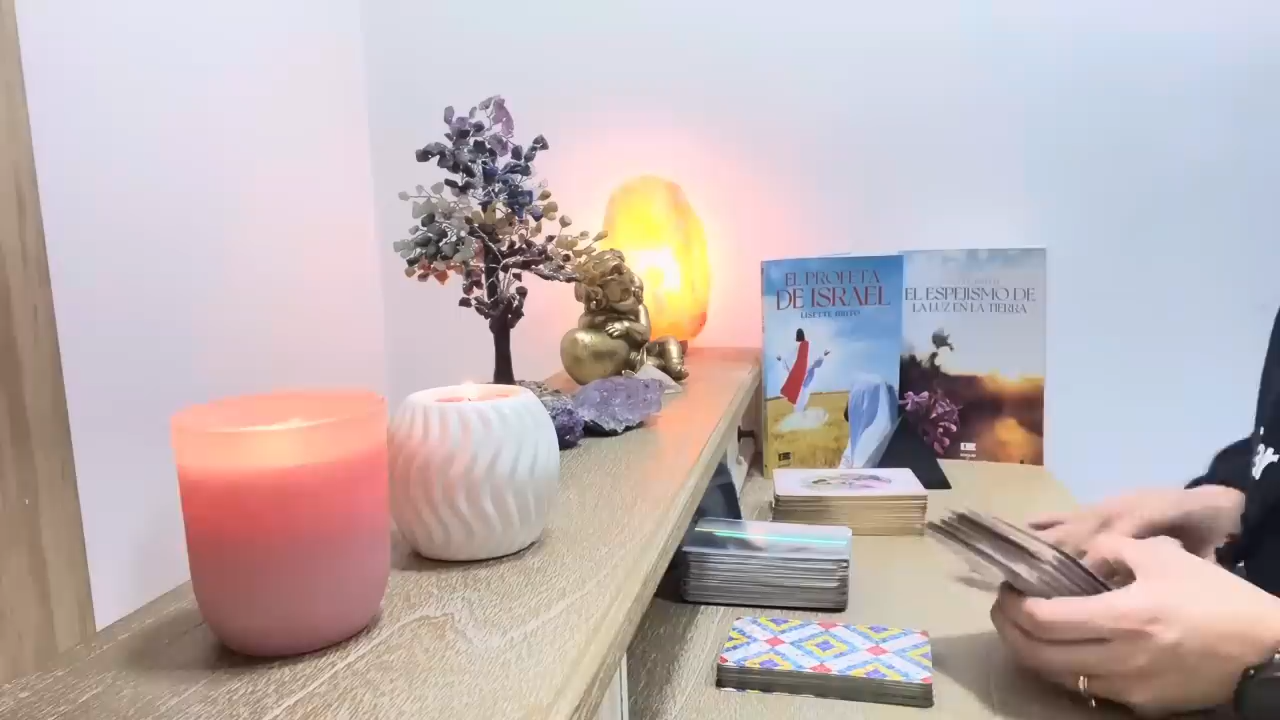 EL PROFETA
DE ISRAEL
LISETTE BRITO
EL ESPEJISMO DE
LA LUZ EN LA TIERRA